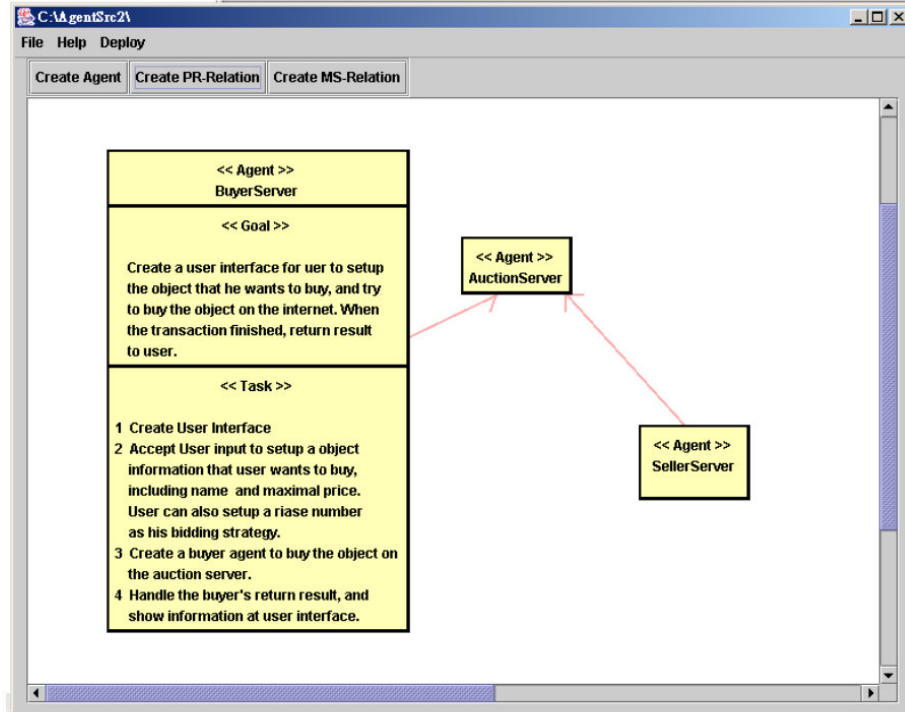 C:\AgentSrc2\
File Help Deploy
Create Agent Create PR-Relation Create MS-Relation
<< Agent >>
BuyerServer
<< Goal >>
Create a user interface for uer to setup
the object that he wants to buy, and try
to buy the object on the internet. When
the transaction finished, return result
to user.
<< Task >>
1 Create User Interface
2 Accept User input to setup a object
information that user wants to buy,
including name and maximal price.
User can also setup a riase number
as his bidding strategy.
3 Create a buyer agent to buy the object on
the auction server.
4 Handle the buyer's return result, and
show information at user interface.
<< Agent >>
AuctionServer
<< Agent >>
SellerServer